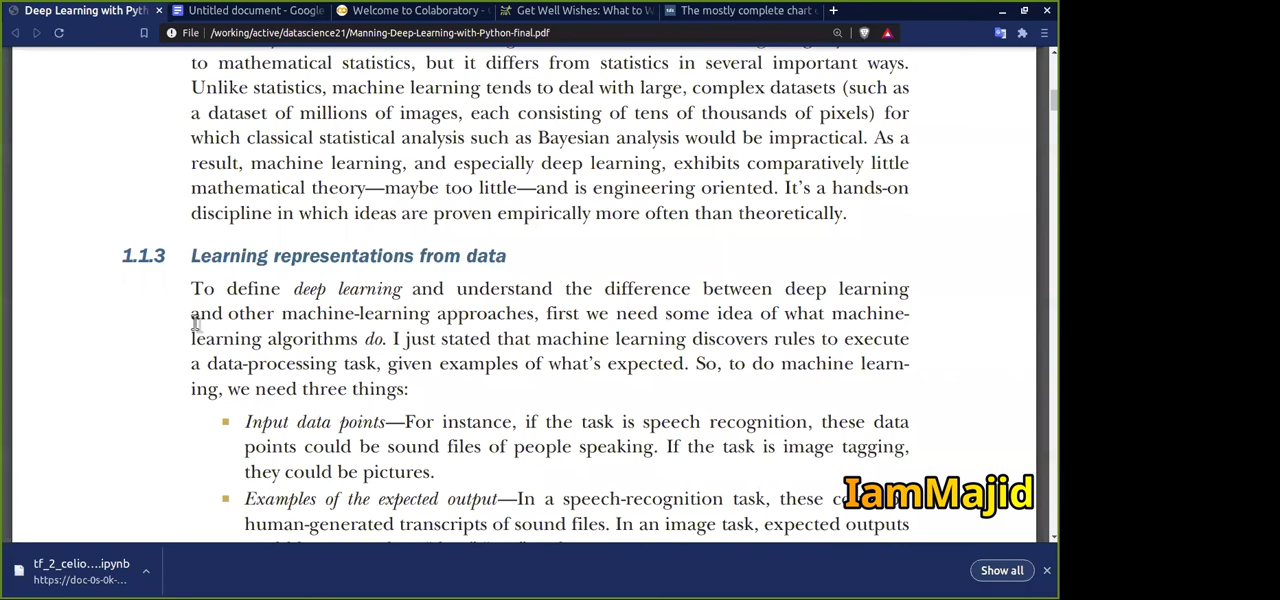 Deep Learning with Pyth
Untitled document - Google
Welcome to Colaboratory -
Get Well Wishes: What to W
The mostly complete chart
File
/working/active/datascience21/Manning-Deep-Learning-with-Python-final.pdf
to mathematical statistics, but it differs from statistics in several important ways.
Unlike statistics, machine learning tends to deal with large, complex datasets (such as
a dataset of millions of images, each consisting of tens of thousands of pixels) for
which classical statistical analysis such as Bayesian analysis would be impractical. As a
result, machine learning, and especially deep learning, exhibits comparatively little
mathematical theory—maybe too little—and is engineering oriented. It's a hands-on
discipline in which ideas are proven empirically more often than theoretically.
1.1.3 Learning representations from data
To define deep learning and understand the difference between deep learning
and other machine-learning approaches, first we need some idea of what machine-
learning algorithms do. I just stated that machine learning discovers rules to execute
a data-processing task, given examples of what's expected. So, to do machine learn-
ing, we need three things:
Input data points—For instance, if the task is speech recognition, these data
points could be sound files of people speaking. If the task is image tagging,
they could be pictures.
Examples of the expected output—In a speech-recognition task, these
human-generated transcripts of sound files. In an image task, expected outputs
IamMajid
tf_2_celio....ipynb
https://doc-0s-0k-...
Show all